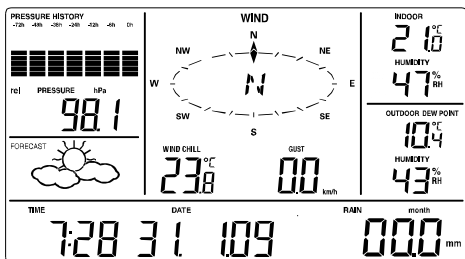 PRESSURE HISTORY
-72h -48h -36h -24h -12h -6h 0h
rel PRESSURE hPa
98.1
FORECAST
WIND
N
NW NE
W N E
SW SE
S
WIND CHILL
23.8 °C
GUST
0.0 km/h
INDOOR
21.0 °C
HUMIDITY
47 % RH
OUTDOOR DEW POINT
10.4 °C
HUMIDITY
43 % RH
TIME
7:28
DATE
31. 1.09
RAIN month
00.0 mm